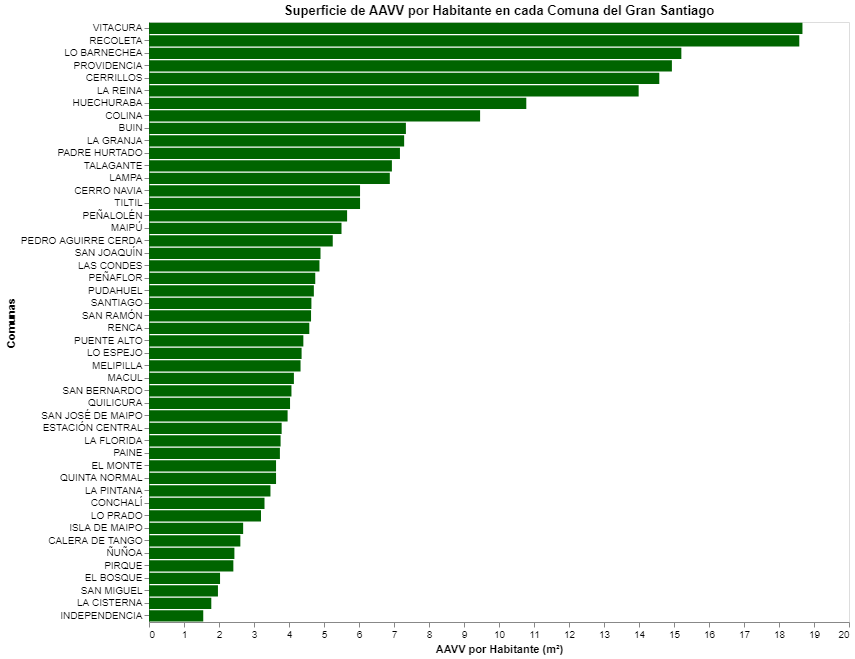 Superficie de AAVV por Habitante en cada Comuna del Gran Santiago
Comunas
VITACURA
RECOLETA
LO BARNECHEA
PROVIDENCIA
CERRILLOS
LA REINA
HUECHURABA
COLINA
BUIN
LA GRANJA
PADRE HURTADO
TALAGANTE
LAMPA
CERRO NAVIA
TILTIL
PEÑALOLÉN
MAIPÚ
PEDRO AGUIRRE CERDA
SAN JOAQUÍN
LAS CONDES
PEÑAFLOR
PUDAHUEL
SANTIAGO
SAN RAMÓN
RENCA
PUENTE ALTO
LO ESPEJO
MELIPILLA
MACUL
SAN BERNARDO
QUILICURA
SAN JOSÉ DE MAIPO
ESTACIÓN CENTRAL
LA FLORIDA
PAINE
EL MONTE
QUINTA NORMAL
LA PINTANA
CONCHALÍ
LO PRADO
ISLA DE MAIPO
CALERA DE TANGO
ÑUÑOA
PIRQUE
EL BOSQUE
SAN MIGUEL
LA CISTERNA
INDEPENDENCIA
0 1 2 3 4 5 6 7 8 9 10 11 12 13 14 15 16 17 18 19 20
AAVV por Habitante (m²)